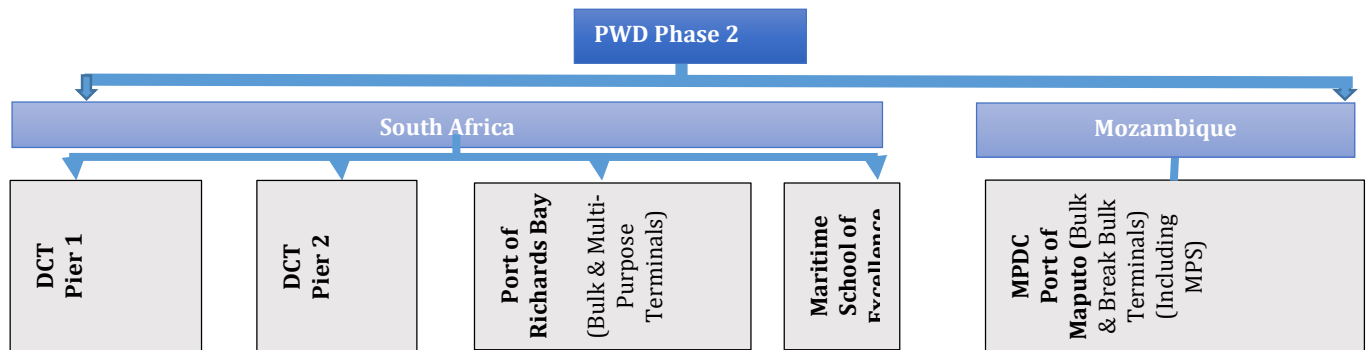 PWD Phase 2
South Africa
Mozambique
DCT
Pier 1
DCT
Pier 2
Port of
Richards Bay
(Bulk & Multi-
Purpose
Terminals)
Maritime
School of
Excellence
MPDC
Port of
Maputo (Bulk
& Break Bulk
Terminals)
(Including
MPS)